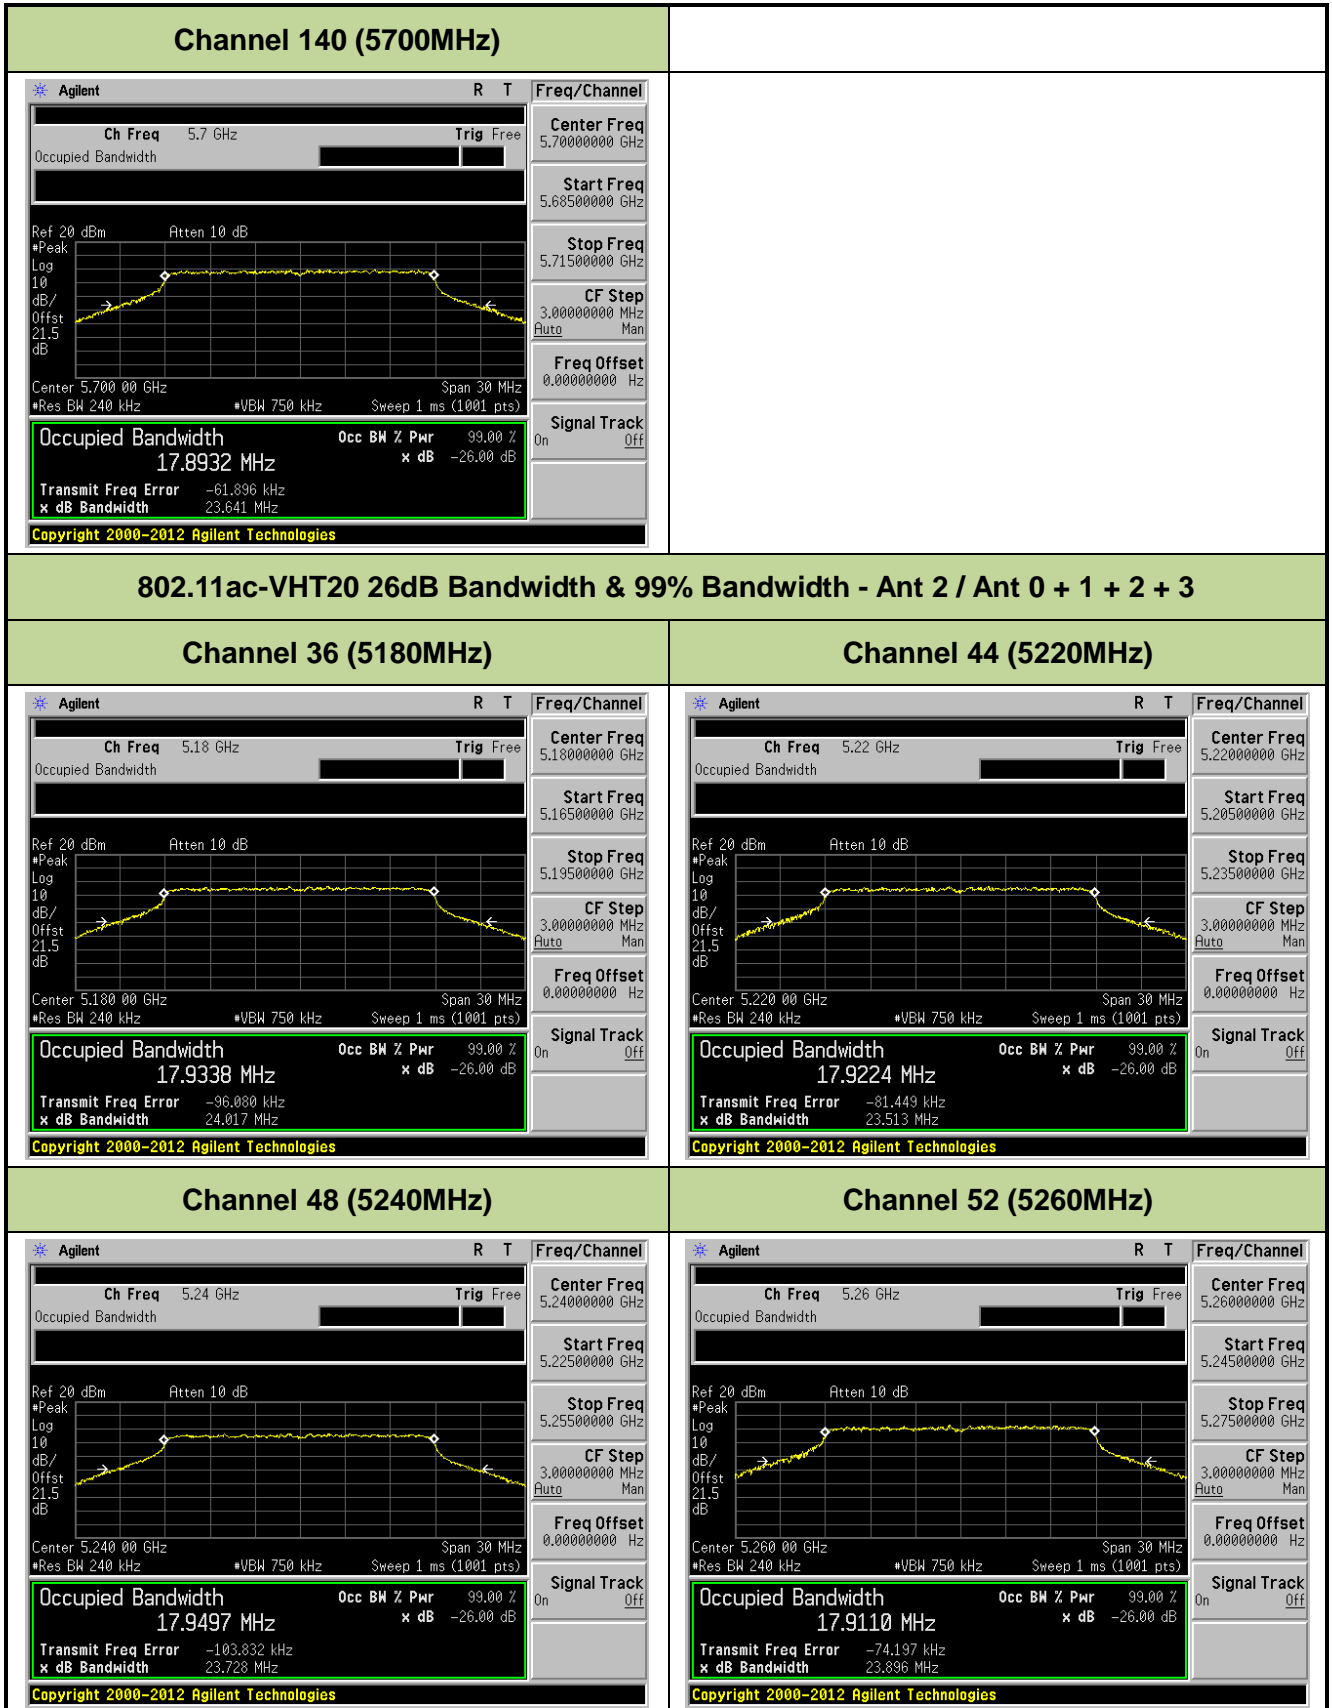 Channel 140 (5700MHz)
Agilent R T Freq/Channel
Ch Freq 5.7 GHz Trig Free
Occupied Bandwidth
Center Freq
5.70000000 GHz
Start Freq
5.68500000 GHz
Stop Freq
5.71500000 GHz
CF Step
3.00000000 MHz
Auto Man
Freq Offset
0.00000000 Hz
Signal Track
On Off
Ref 20 dBm Atten 10 dB
#Peak
Log
10
dB/
Offst
21.5
dB
Center 5.700 00 GHz Span 30 MHz
#Res BW 240 kHz #VBW 750 kHz Sweep 1 ms (1001 pts)
Occupied Bandwidth Occ BW % Pwr 99.00 %
17.8932 MHz x dB -26.00 dB
Transmit Freq Error -61.896 kHz
x dB Bandwidth 23.641 MHz
Copyright 2000-2012 Agilent Technologies
802.11ac-VHT20 26dB Bandwidth & 99% Bandwidth - Ant 2 / Ant 0 + 1 + 2 + 3
Channel 36 (5180MHz)
Agilent R T Freq/Channel
Ch Freq 5.18 GHz Trig Free
Occupied Bandwidth
Center Freq
5.18000000 GHz
Start Freq
5.16500000 GHz
Stop Freq
5.19500000 GHz
CF Step
3.00000000 MHz
Auto Man
Freq Offset
0.00000000 Hz
Signal Track
On Off
Ref 20 dBm Atten 10 dB
#Peak
Log
10
dB/
Offst
21.5
dB
Center 5.180 00 GHz Span 30 MHz
#Res BW 240 kHz #VBW 750 kHz Sweep 1 ms (1001 pts)
Occupied Bandwidth Occ BW % Pwr 99.00 %
17.9338 MHz x dB -26.00 dB
Transmit Freq Error -96.080 kHz
x dB Bandwidth 24.017 MHz
Copyright 2000-2012 Agilent Technologies
Channel 44 (5220MHz)
Agilent R T Freq/Channel
Ch Freq 5.22 GHz Trig Free
Occupied Bandwidth
Center Freq
5.22000000 GHz
Start Freq
5.20500000 GHz
Stop Freq
5.23500000 GHz
CF Step
3.00000000 MHz
Auto Man
Freq Offset
0.00000000 Hz
Signal Track
On Off
Ref 20 dBm Atten 10 dB
#Peak
Log
10
dB/
Offst
21.5
dB
Center 5.220 00 GHz Span 30 MHz
#Res BW 240 kHz #VBW 750 kHz Sweep 1 ms (1001 pts)
Occupied Bandwidth Occ BW % Pwr 99.00 %
17.9224 MHz x dB -26.00 dB
Transmit Freq Error -81.449 kHz
x dB Bandwidth 23.513 MHz
Copyright 2000-2012 Agilent Technologies
Channel 48 (5240MHz)
Agilent R T Freq/Channel
Ch Freq 5.24 GHz Trig Free
Occupied Bandwidth
Center Freq
5.24000000 GHz
Start Freq
5.22500000 GHz
Stop Freq
5.25500000 GHz
CF Step
3.00000000 MHz
Auto Man
Freq Offset
0.00000000 Hz
Signal Track
On Off
Ref 20 dBm Atten 10 dB
#Peak
Log
10
dB/
Offst
21.5
dB
Center 5.240 00 GHz Span 30 MHz
#Res BW 240 kHz #VBW 750 kHz Sweep 1 ms (1001 pts)
Occupied Bandwidth Occ BW % Pwr 99.00 %
17.9497 MHz x dB -26.00 dB
Transmit Freq Error -103.832 kHz
x dB Bandwidth 23.728 MHz
Copyright 2000-2012 Agilent Technologies
Channel 52 (5260MHz)
Agilent R T Freq/Channel
Ch Freq 5.26 GHz Trig Free
Occupied Bandwidth
Center Freq
5.26000000 GHz
Start Freq
5.24500000 GHz
Stop Freq
5.27500000 GHz
CF Step
3.00000000 MHz
Auto Man
Freq Offset
0.00000000 Hz
Signal Track
On Off
Ref 20 dBm Atten 10 dB
#Peak
Log
10
dB/
Offst
21.5
dB
Center 5.260 00 GHz Span 30 MHz
#Res BW 240 kHz #VBW 750 kHz Sweep 1 ms (1001 pts)
Occupied Bandwidth Occ BW % Pwr 99.00 %
17.9110 MHz x dB -26.00 dB
Transmit Freq Error -74.197 kHz
x dB Bandwidth 23.896 MHz
Copyright 2000-2012 Agilent Technologies